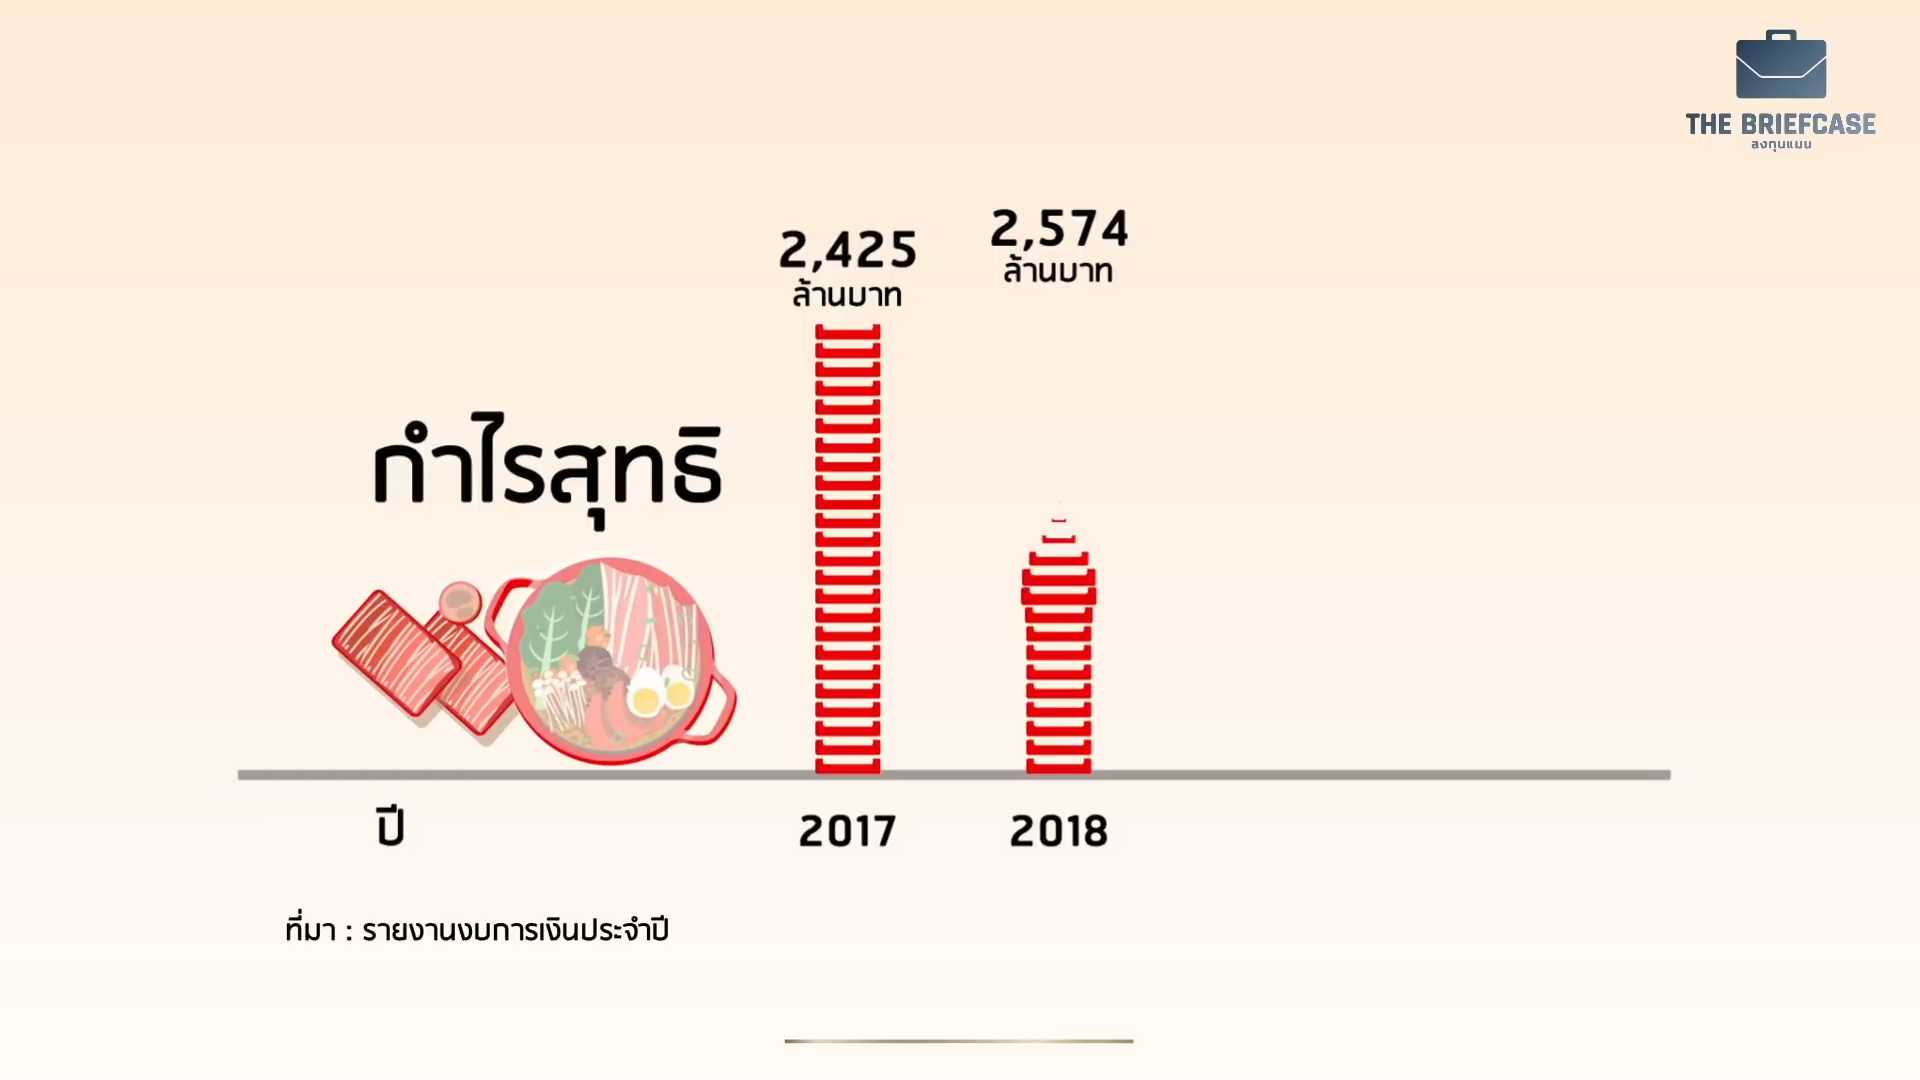 THE BRIEFCASE
ลงทุนแมน
2,425
ล้านบาท
2,574
ล้านบาท
กำไรสุทธิ
ปี
2017
2018
ที่มา : รายงานงบการเงินประจำปี